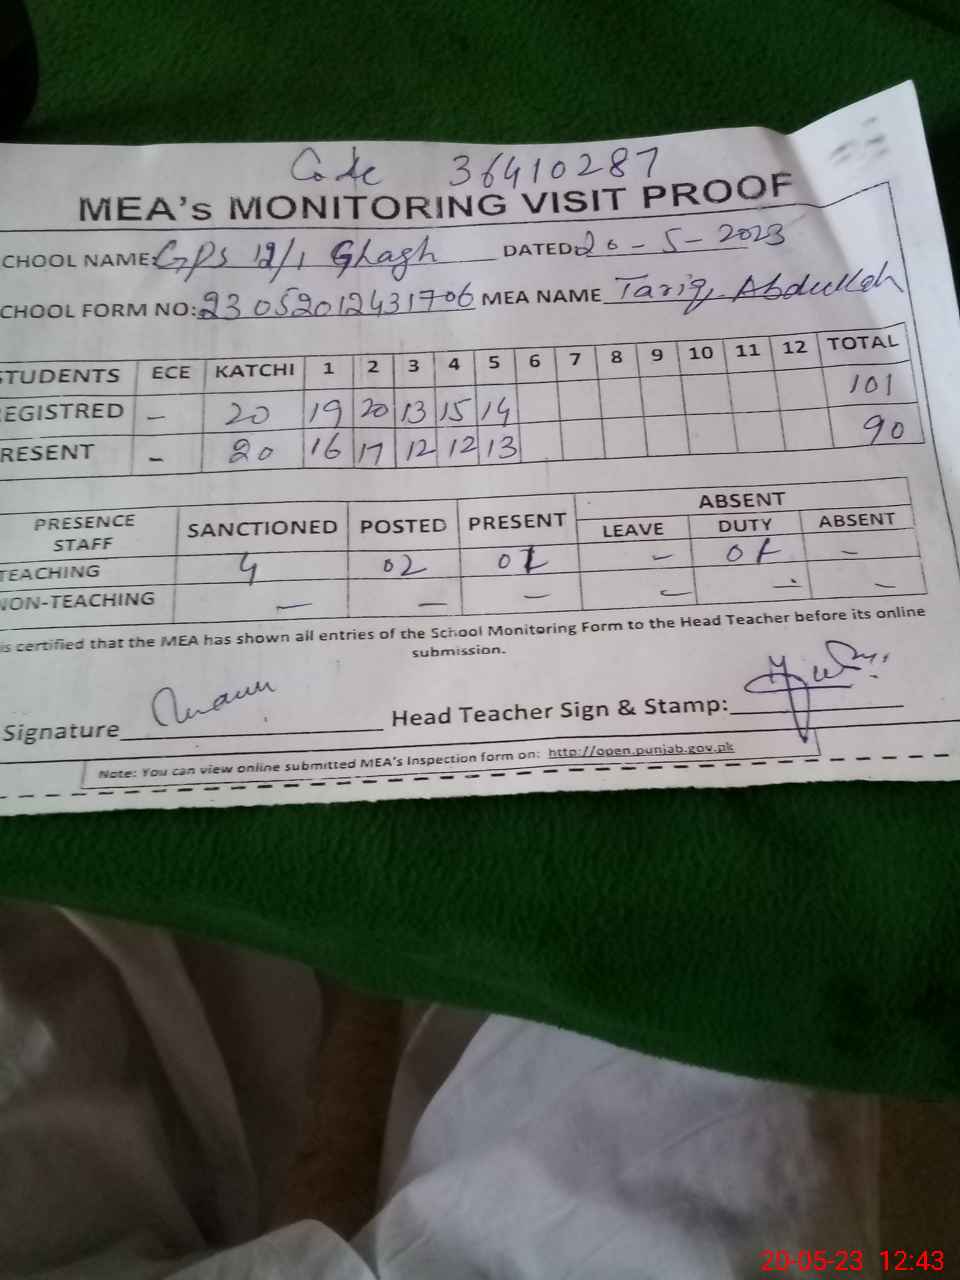 Code 36410287
MEA's MONITORING VISIT PROOF
CHOOL NAME: GPS 12/1 Ghagh DATED: 20-5-2023
CHOOL FORM NO: 23052012431706 MEA NAME Tariq Abdullah
TUDENTS ECE KATCHI 1 2 3 4 5 6 7 8 9 10 11 12 TOTAL
EGISTRED – 20 19 20 13 15 14 101
RESENT – 20 16 17 12 12 13 90
PRESENCE STAFF SANCTIONED POSTED PRESENT ABSENT
LEAVE DUTY ABSENT
TEACHING 4 02 01 – 01 –
NON-TEACHING – – – – – –
is certified that the MEA has shown all entries of the School Monitoring Form to the Head Teacher before its online
submission.
Signature Head Teacher Sign & Stamp:
Note: You can view online submitted MEA's Inspection form on: http://open.punjab.gov.pk
20-05-23 12:43